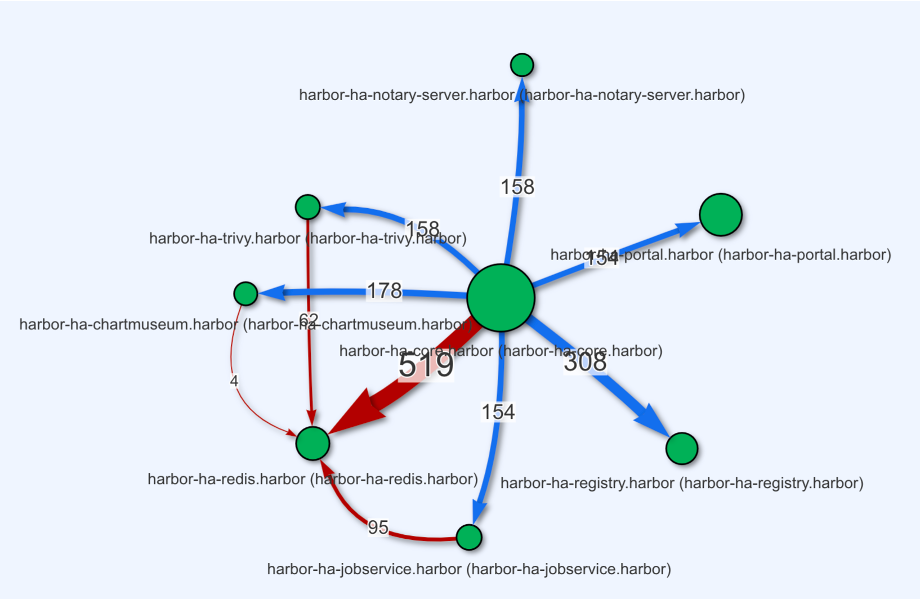 harbor-ha-notary-server.harbor (harbor-ha-notary-server.harbor)
158
158
harbor-ha-trivy.harbor (harbor-ha-trivy.harbor)
154
harbor-ha-portal.harbor (harbor-ha-portal.harbor)
178
62
harbor-ha-chartmuseum.harbor (harbor-ha-chartmuseum.harbor)
harbor-ha-core.harbor (harbor-ha-core.harbor)
519
308
4
154
harbor-ha-redis.harbor (harbor-ha-redis.harbor)
harbor-ha-registry.harbor (harbor-ha-registry.harbor)
95
harbor-ha-jobservice.harbor (harbor-ha-jobservice.harbor)